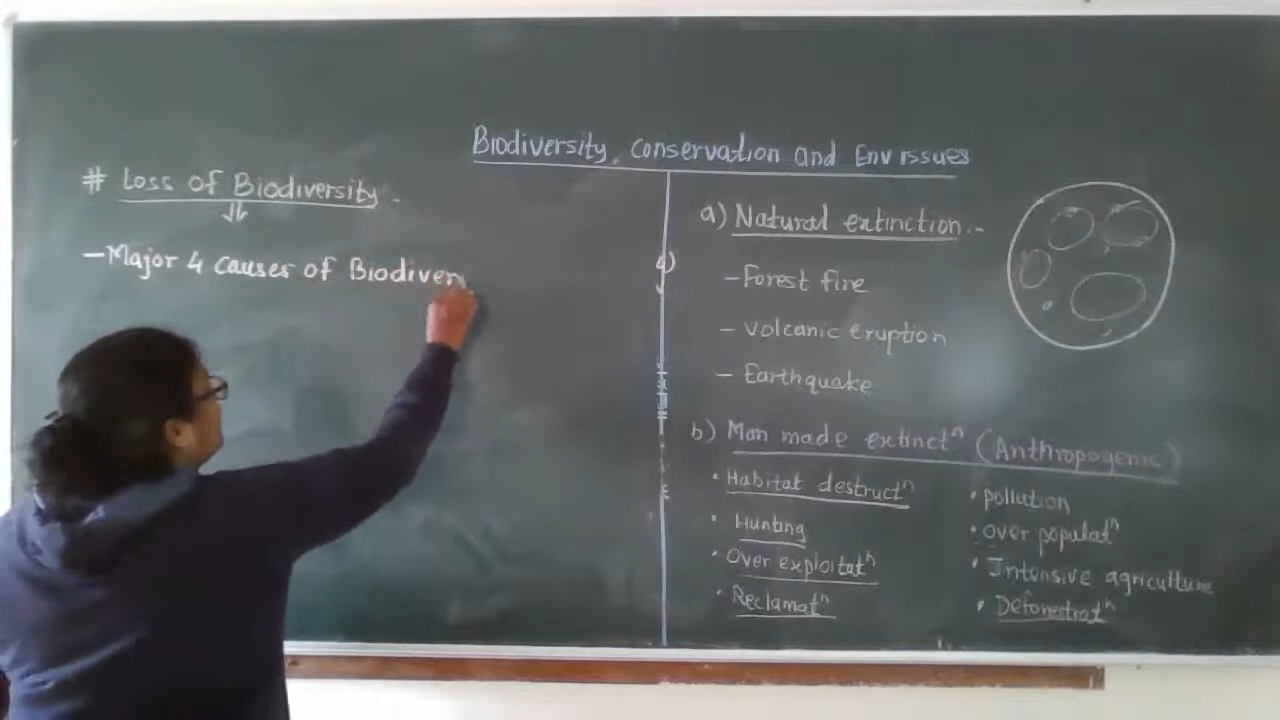 Biodiversity, Conservation and Env issues
# Loss of Biodiversity.
- Major 4 Causes of Biodiver
a) Natural extinction.-
- Forest fire
- Volcanic eruption
- Earthquake
b) Man made extinctⁿ (Anthropogenic)
• Habitat destructⁿ
• Hunting
• Over exploitatⁿ
• Reclamatⁿ
• pollution
• over populatⁿ
• Intensive agriculture
• Deforestratⁿ